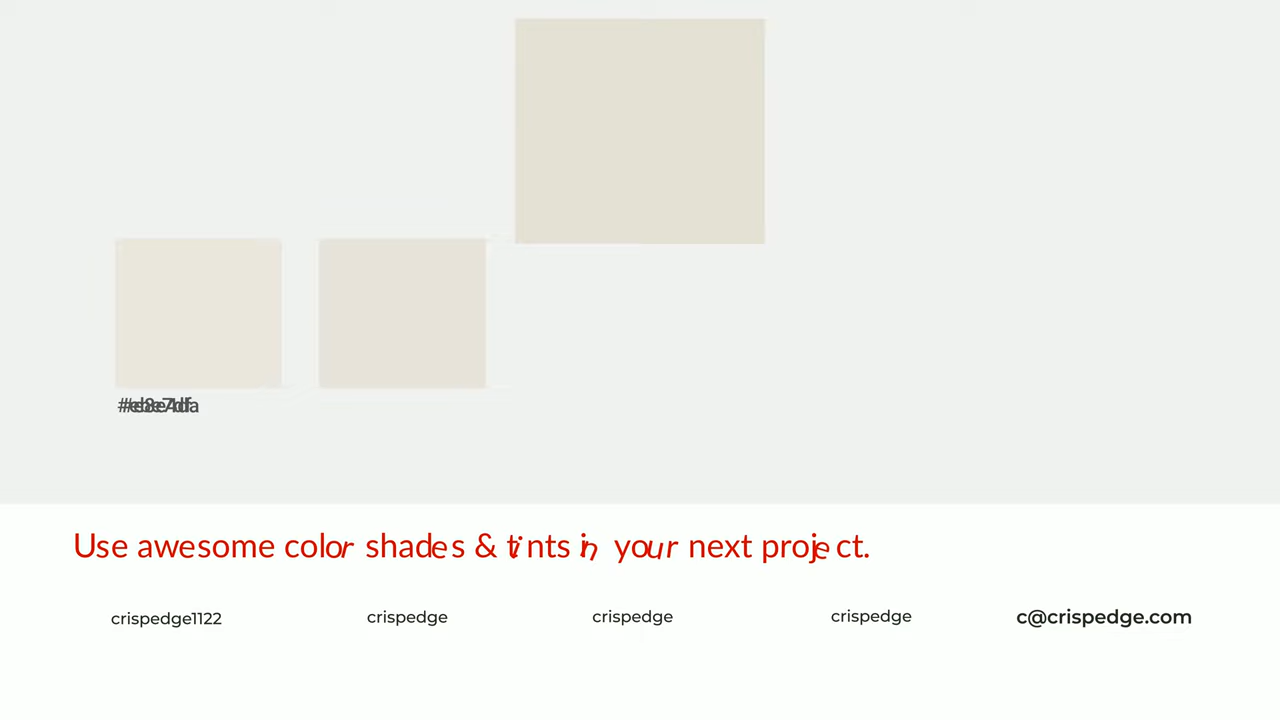 Use awesome color shades & tints in your next project.
crispedge1122 crispedge crispedge crispedge c@crispedge.com